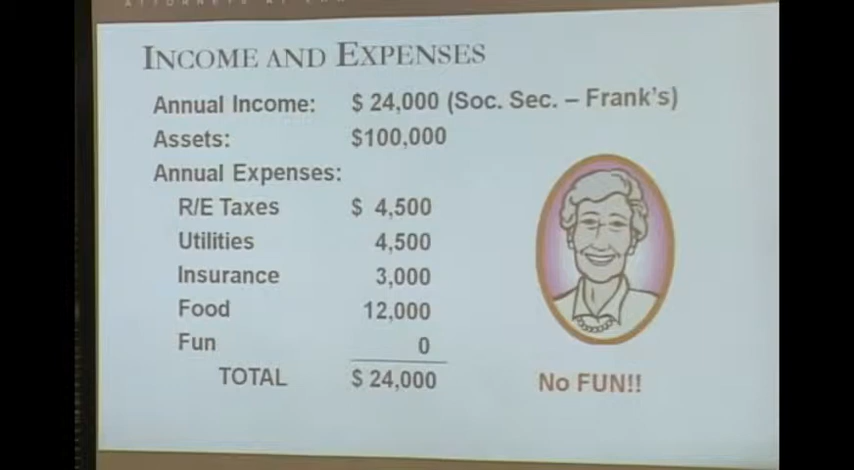 INCOME AND EXPENSES
Annual Income: $ 24,000 (Soc. Sec. – Frank's)
Assets: $100,000
Annual Expenses:
R/E Taxes $ 4,500
Utilities 4,500
Insurance 3,000
Food 12,000
Fun 0
TOTAL $ 24,000
No FUN!!